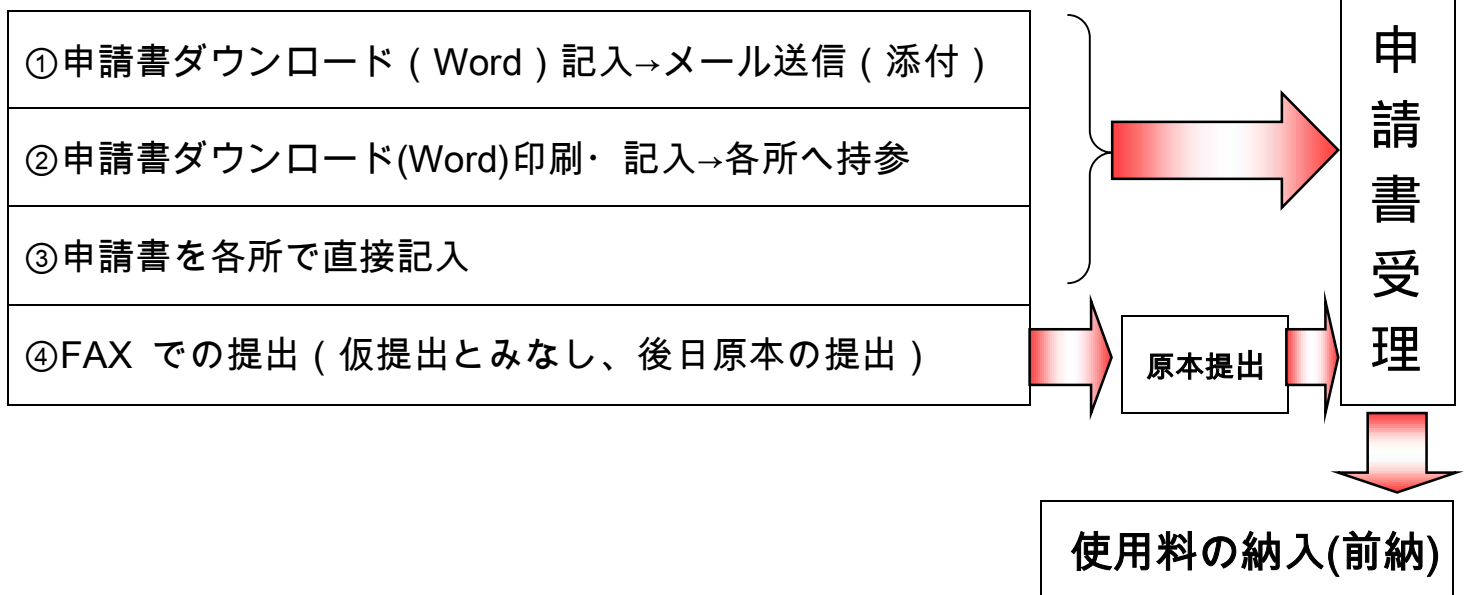 ①申請書ダウンロード（Word）記入→メール送信（添付）
②申請書ダウンロード(Word)印刷・記入→各所へ持参
③申請書を各所で直接記入
④FAX での提出（仮提出とみなし、後日原本の提出）
原本提出
申請書受理
使用料の納入(前納)